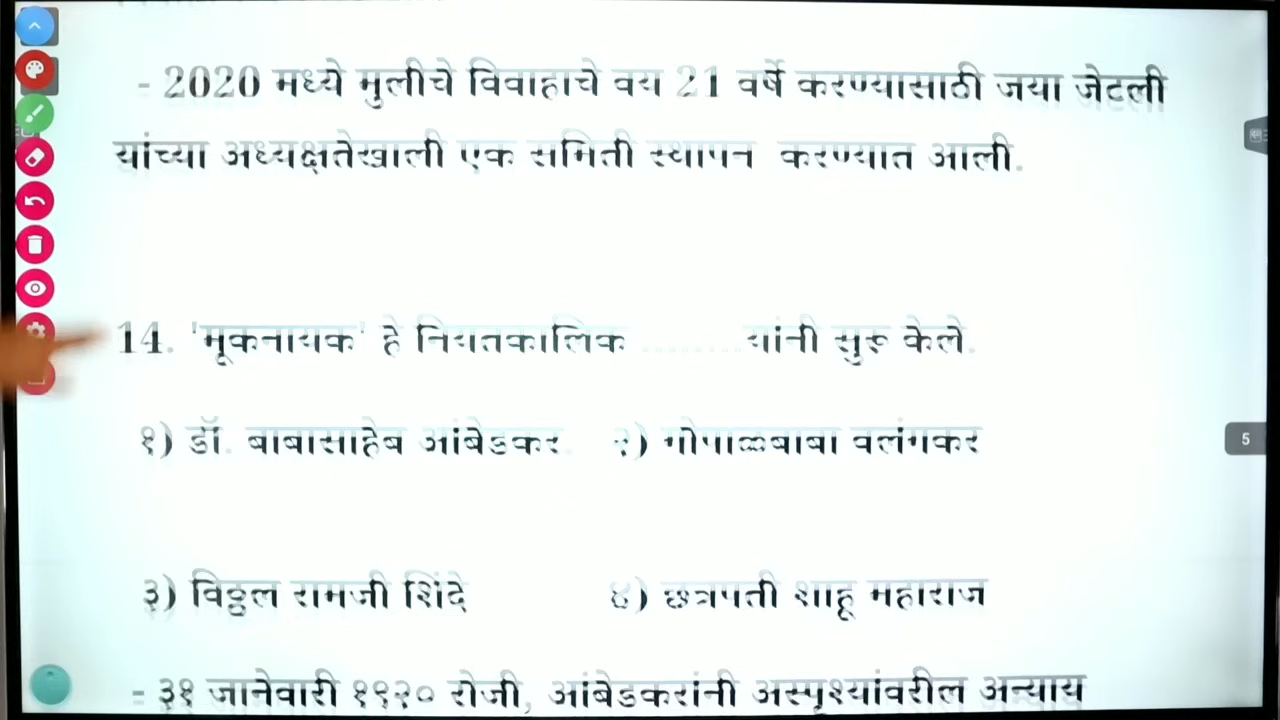 - 2020 मध्ये मुलीचे विवाहाचे वय 21 वर्षे करण्यासाठी जया जेटली
यांच्या अध्यक्षतेखाली एक समिती स्थापन करण्यात आली.
14. 'मूकनायक' हे नियतकालिक ........ यांनी सुरू केले.
१) डॉ. बाबासाहेब आंबेडकर २) गोपाळबाबा वलंगकर
5
३) विठ्ठल रामजी शिंदे ४) छत्रपती शाहू महाराज
- ३१ जानेवारी १९२० रोजी, आंबेडकरांनी अस्पृश्यांवरील अन्याय